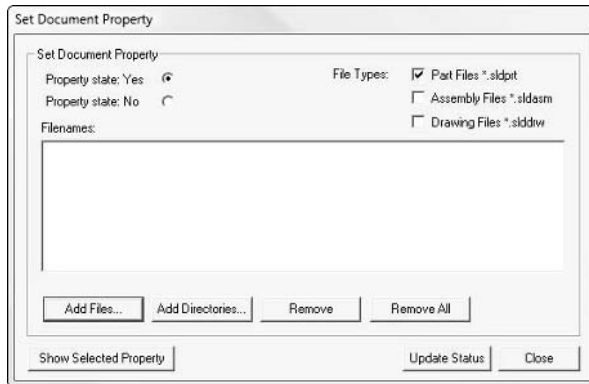 Set Document Property
Set Document Property
Property state: Yes
File Types:
Part Files *.sldprt
Property state: No
Assembly Files *.sldasm
Drawing Files *.slddrw
Filenames:
Add Files...
Add Directories...
Remove
Remove All
Show Selected Property
Update Status
Close